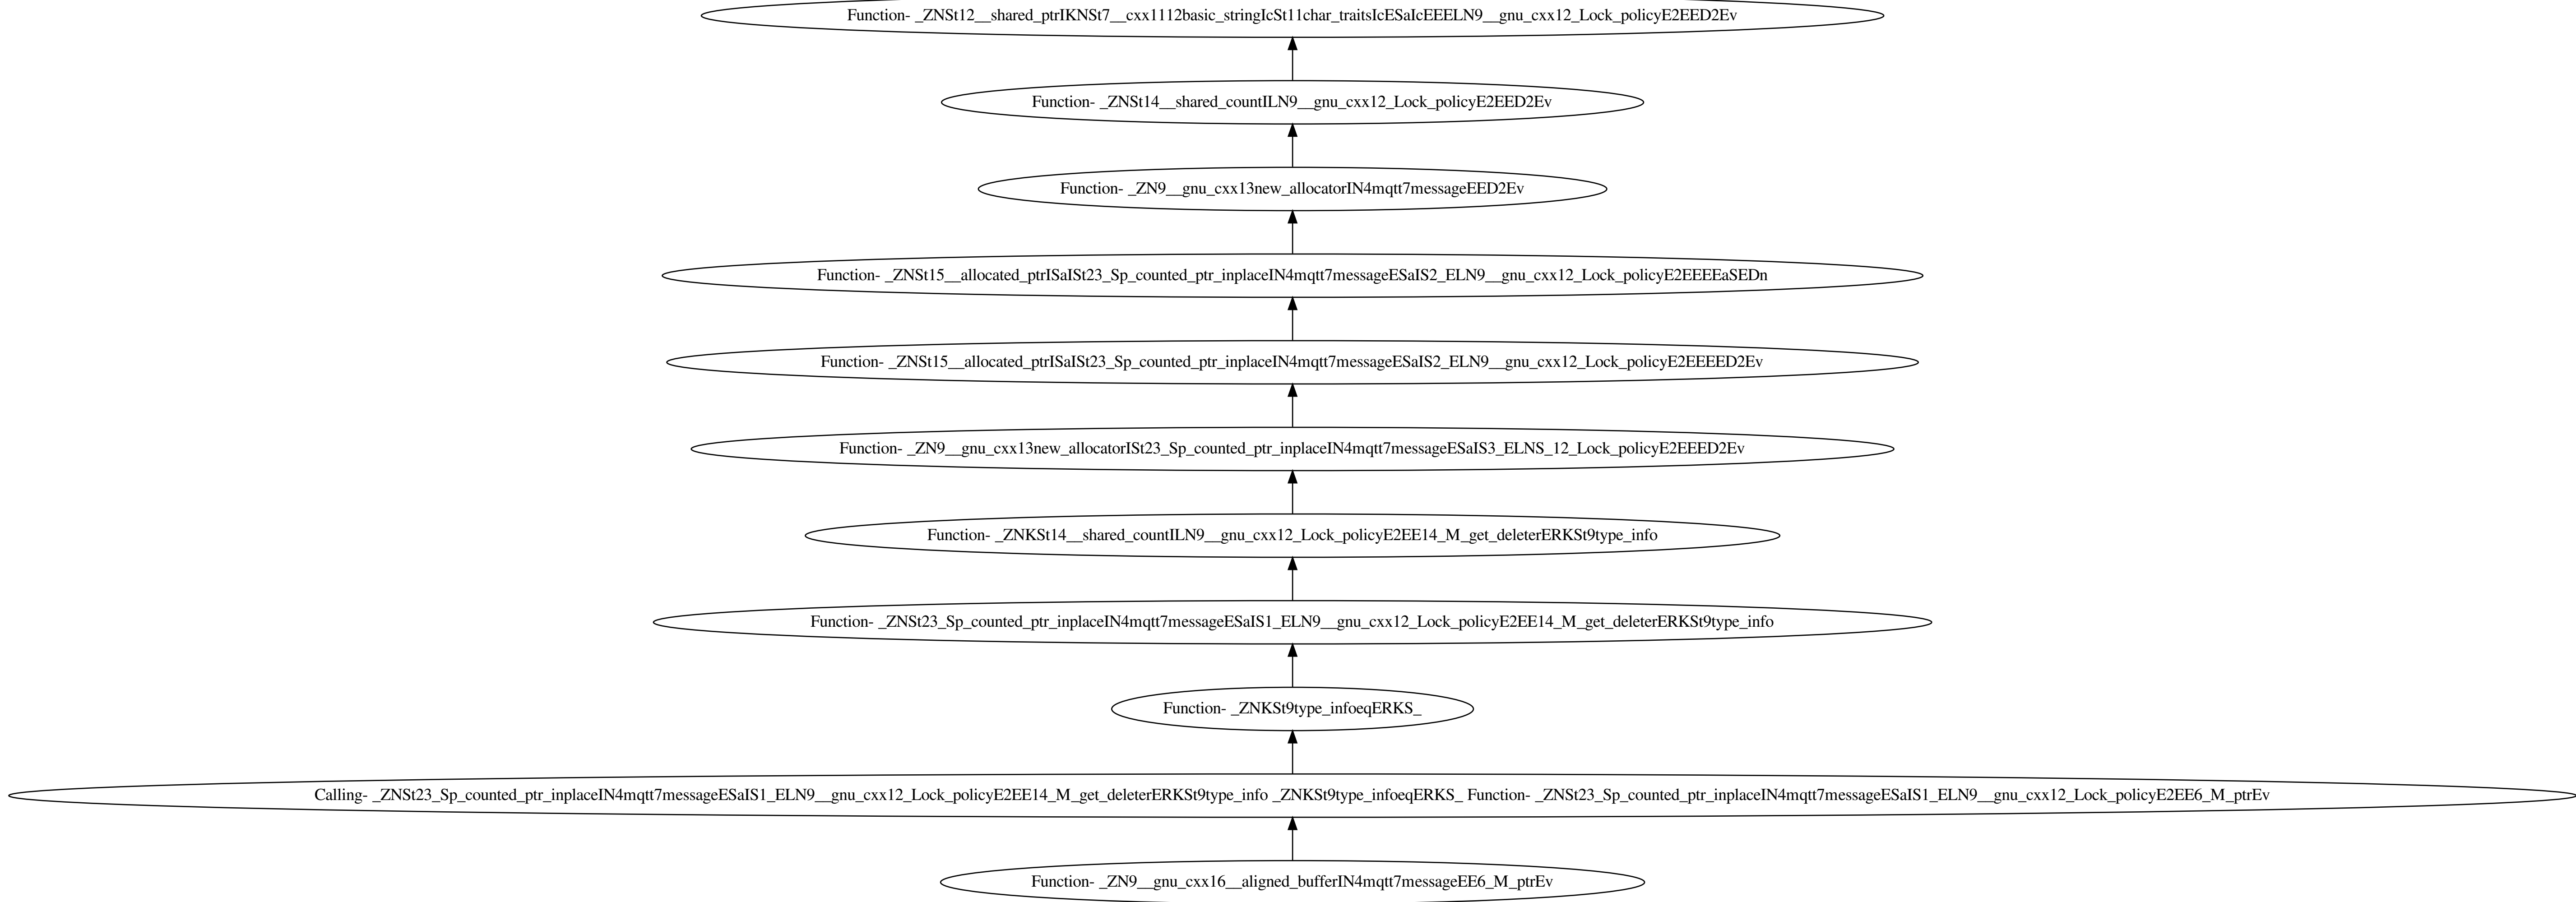 Function- _ZNSt12__shared_ptrIKNSt7__cxx1112basic_stringIcSt11char_traitsIcESaIcEEELN9__gnu_cxx12_Lock_policyE2EED2Ev
Function- _ZNSt14__shared_countILN9__gnu_cxx12_Lock_policyE2EED2Ev
Function- _ZN9__gnu_cxx13new_allocatorIN4mqtt7messageEED2Ev
Function- _ZNSt15__allocated_ptrISaISt23_Sp_counted_ptr_inplaceIN4mqtt7messageESaIS2_ELN9__gnu_cxx12_Lock_policyE2EEEEaSEDn
Function- _ZNSt15__allocated_ptrISaISt23_Sp_counted_ptr_inplaceIN4mqtt7messageESaIS2_ELN9__gnu_cxx12_Lock_policyE2EEEED2Ev
Function- _ZN9__gnu_cxx13new_allocatorISt23_Sp_counted_ptr_inplaceIN4mqtt7messageESaIS3_ELNS_12_Lock_policyE2EEED2Ev
Function- _ZNKSt14__shared_countILN9__gnu_cxx12_Lock_policyE2EE14_M_get_deleterERKSt9type_info
Function- _ZNSt23_Sp_counted_ptr_inplaceIN4mqtt7messageESaIS1_ELN9__gnu_cxx12_Lock_policyE2EE14_M_get_deleterERKSt9type_info
Function- _ZNKSt9type_infoeqERKS_
Calling- _ZNSt23_Sp_counted_ptr_inplaceIN4mqtt7messageESaIS1_ELN9__gnu_cxx12_Lock_policyE2EE14_M_get_deleterERKSt9type_info _ZNKSt9type_infoeqERKS_ Function- _ZNSt23_Sp_counted_ptr_inplaceIN4mqtt7messageESaIS1_ELN9__gnu_cxx12_Lock_policyE2EE6_M_ptrEv
Function- _ZN9__gnu_cxx16__aligned_bufferIN4mqtt7messageEE6_M_ptrEv